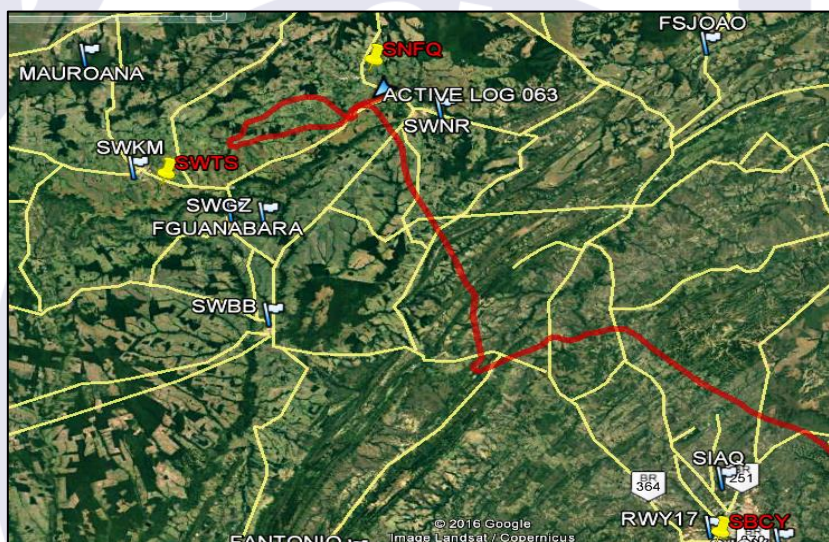 FSJOAO
SNFQ
MAUROANA
ACTIVE LOG 063
SWNR
SWKM
SWTS
SWGZ
FGUANABARA
SWBB
SIAQ
BR
364
BR
251
RWY17
SBCY
BR
© 2016 Google
Image Landsat / Copernicus